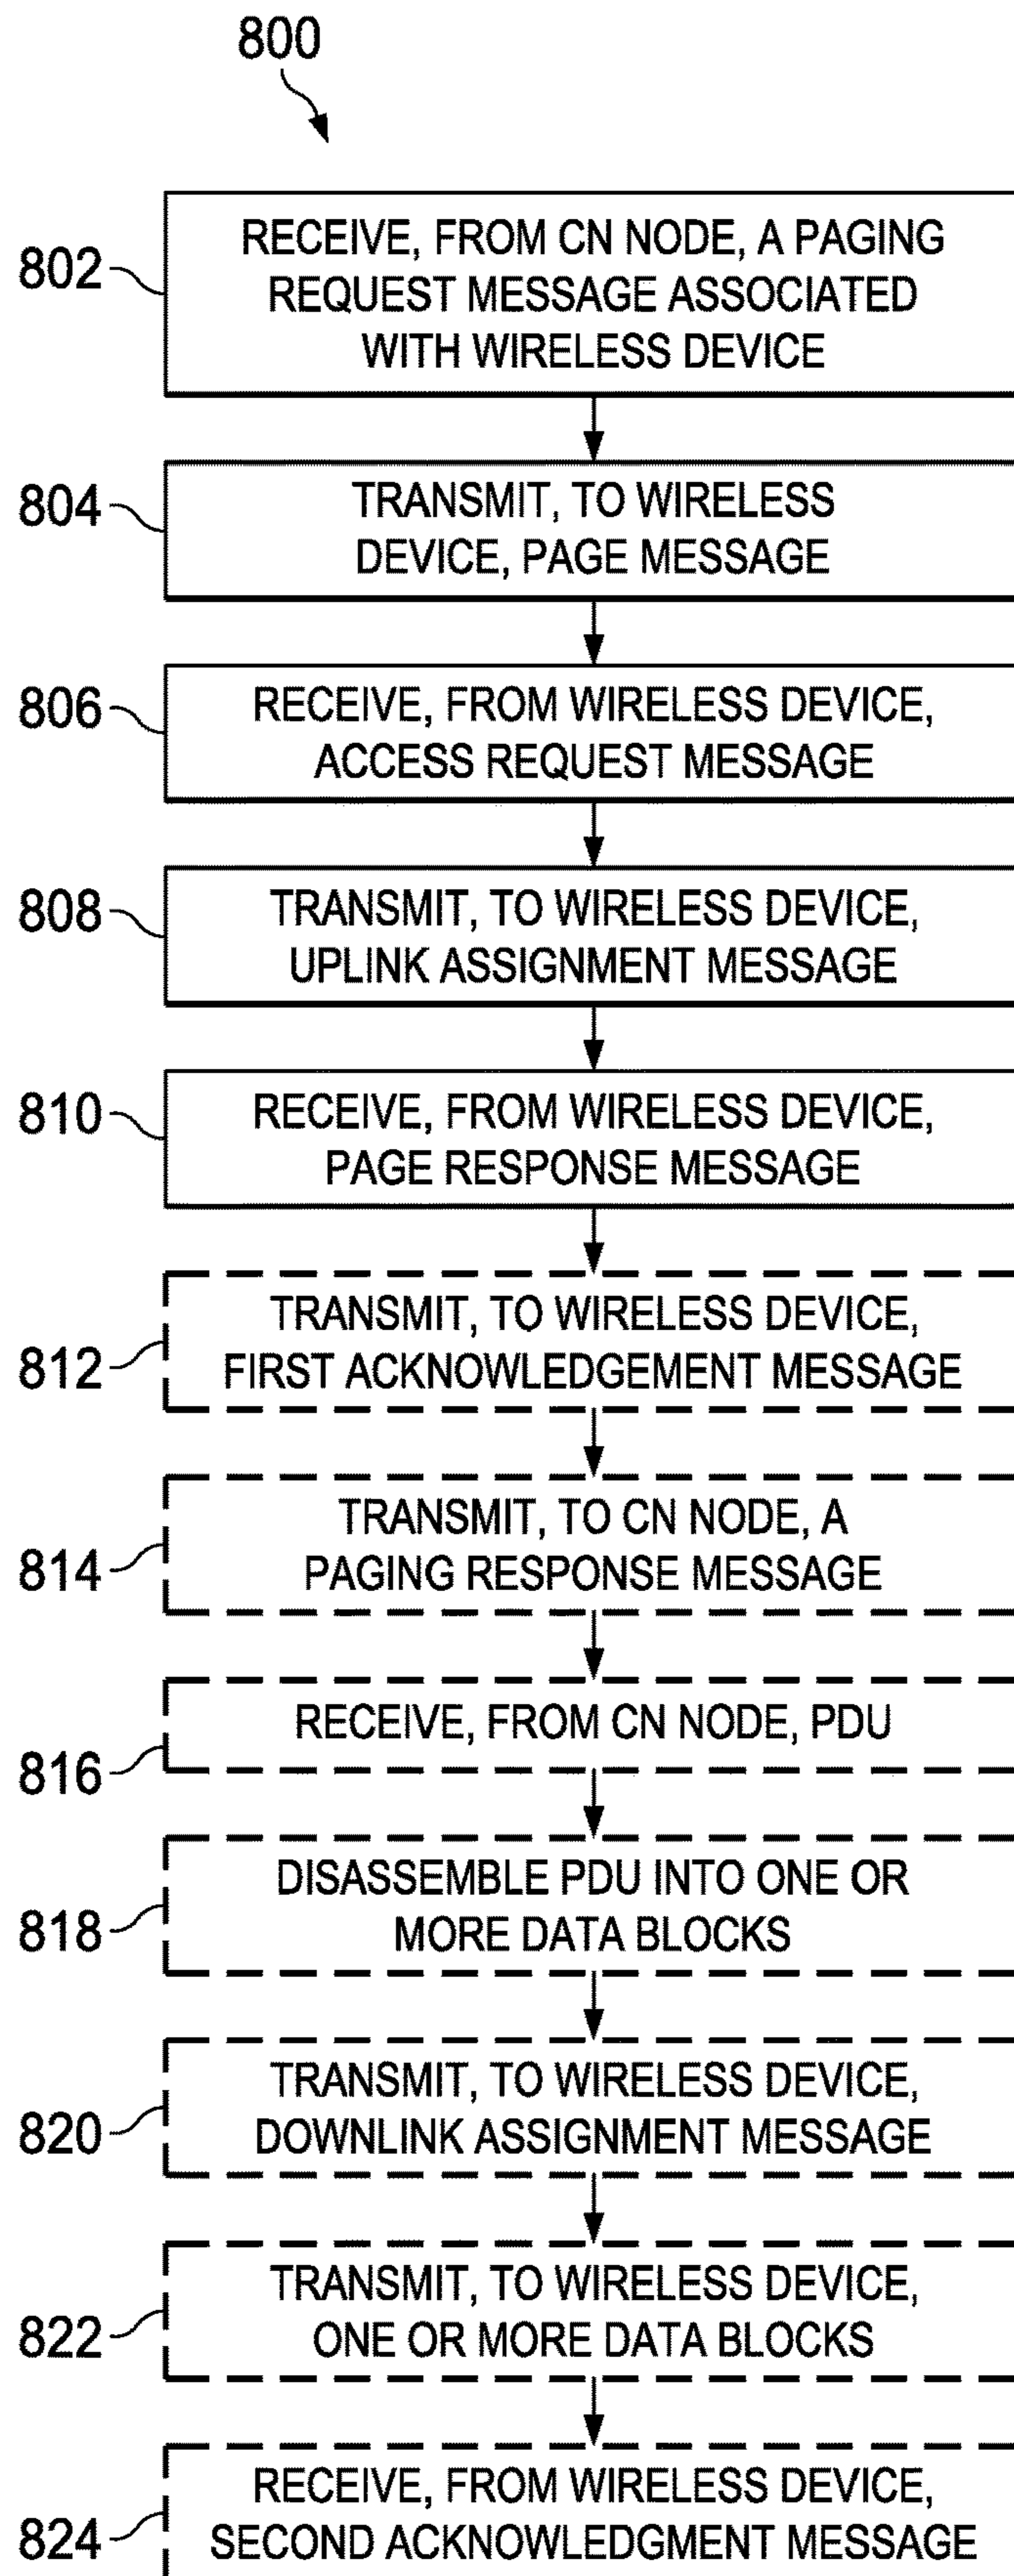 800
802
RECEIVE, FROM CN NODE, A PAGING
REQUEST MESSAGE ASSOCIATED
WITH WIRELESS DEVICE
804
TRANSMIT, TO WIRELESS
DEVICE, PAGE MESSAGE
806
RECEIVE, FROM WIRELESS DEVICE,
ACCESS REQUEST MESSAGE
808
TRANSMIT, TO WIRELESS DEVICE,
UPLINK ASSIGNMENT MESSAGE
810
RECEIVE, FROM WIRELESS DEVICE,
PAGE RESPONSE MESSAGE
812
TRANSMIT, TO WIRELESS DEVICE,
FIRST ACKNOWLEDGEMENT MESSAGE
814
TRANSMIT, TO CN NODE, A
PAGING RESPONSE MESSAGE
816
RECEIVE, FROM CN NODE, PDU
818
DISASSEMBLE PDU INTO ONE OR
MORE DATA BLOCKS
820
TRANSMIT, TO WIRELESS DEVICE,
DOWNLINK ASSIGNMENT MESSAGE
822
TRANSMIT, TO WIRELESS DEVICE,
ONE OR MORE DATA BLOCKS
824
RECEIVE, FROM WIRELESS DEVICE,
SECOND ACKNOWLEDGMENT MESSAGE